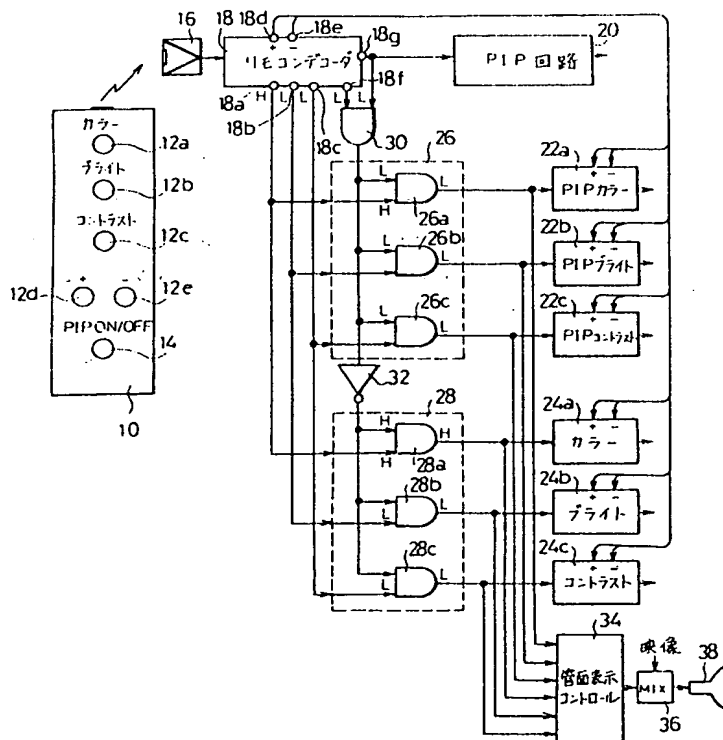 16
18
18d
18e
+
−
リモコンデコーダ
18g
PIP回路
20
H
L
L
L
L
18a
18b
18c
18f
30
カラー
12a
ブライト
12b
コントラスト
12c
+
−
12d
12e
PIP ON/OFF
14
10
26
L
H
26a
L
L
26b
L
L
L
26c
L
L
32
28
H
H
28a
H
28b
L
L
28c
L
L
22a
+ −
PIPカラー
22b
+ −
PIPブライト
22c
+ −
PIPコントラスト
24a
+ −
カラー
24b
+ −
ブライト
24c
+ −
コントラスト
34
管面表示
コントロール
映像
MIX
36
38